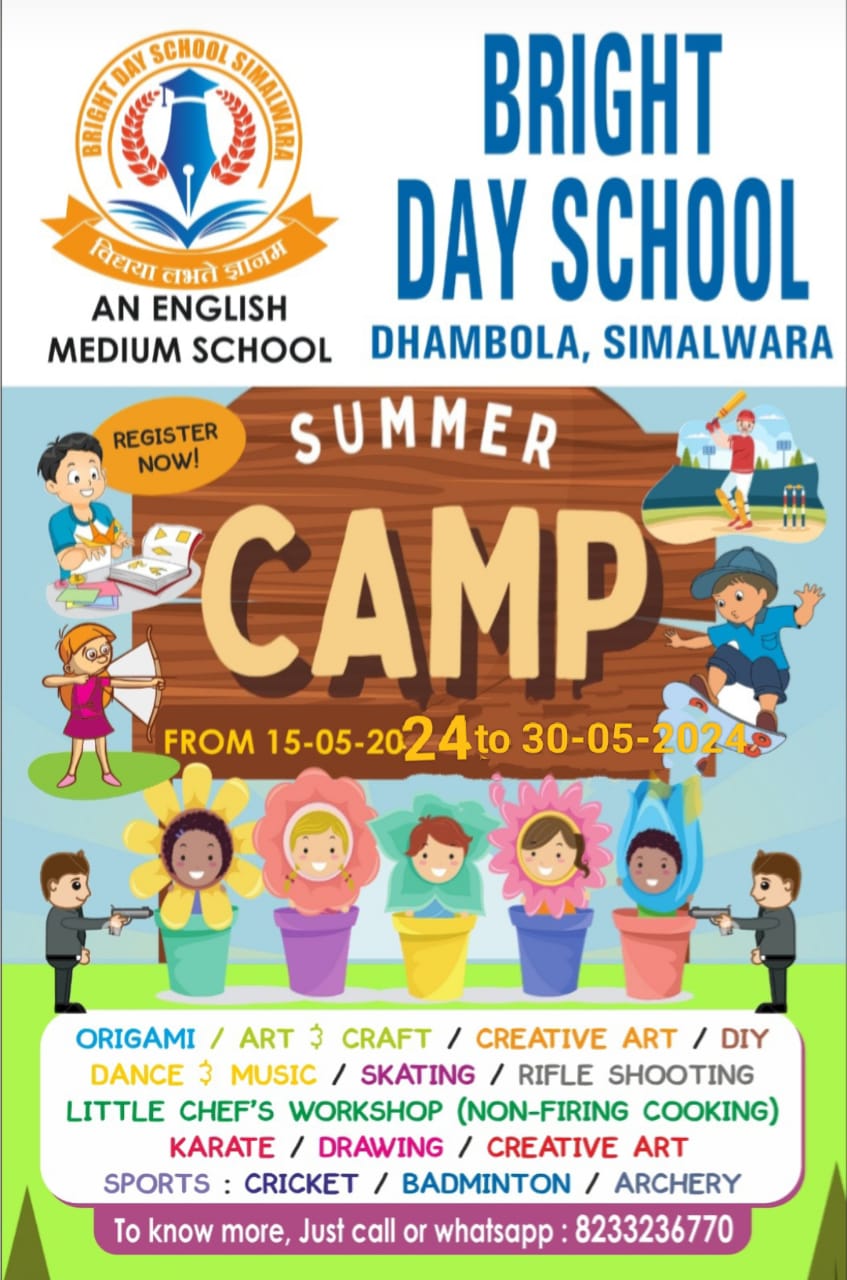 BRIGHT DAY SCHOOL SIMALWARA
विद्यया लभते ज्ञानम
AN ENGLISH
MEDIUM SCHOOL
BRIGHT
DAY SCHOOL
DHAMBOLA, SIMALWARA
REGISTER
NOW!
SUMMER
CAMP
FROM 15-05-2024 to 30-05-2024
ORIGAMI / ART & CRAFT / CREATIVE ART / DIY
DANCE & MUSIC / SKATING / RIFLE SHOOTING
LITTLE CHEF'S WORKSHOP (NON-FIRING COOKING)
KARATE / DRAWING / CREATIVE ART
SPORTS : CRICKET / BADMINTON / ARCHERY
To know more, Just call or whatsapp : 8233236770